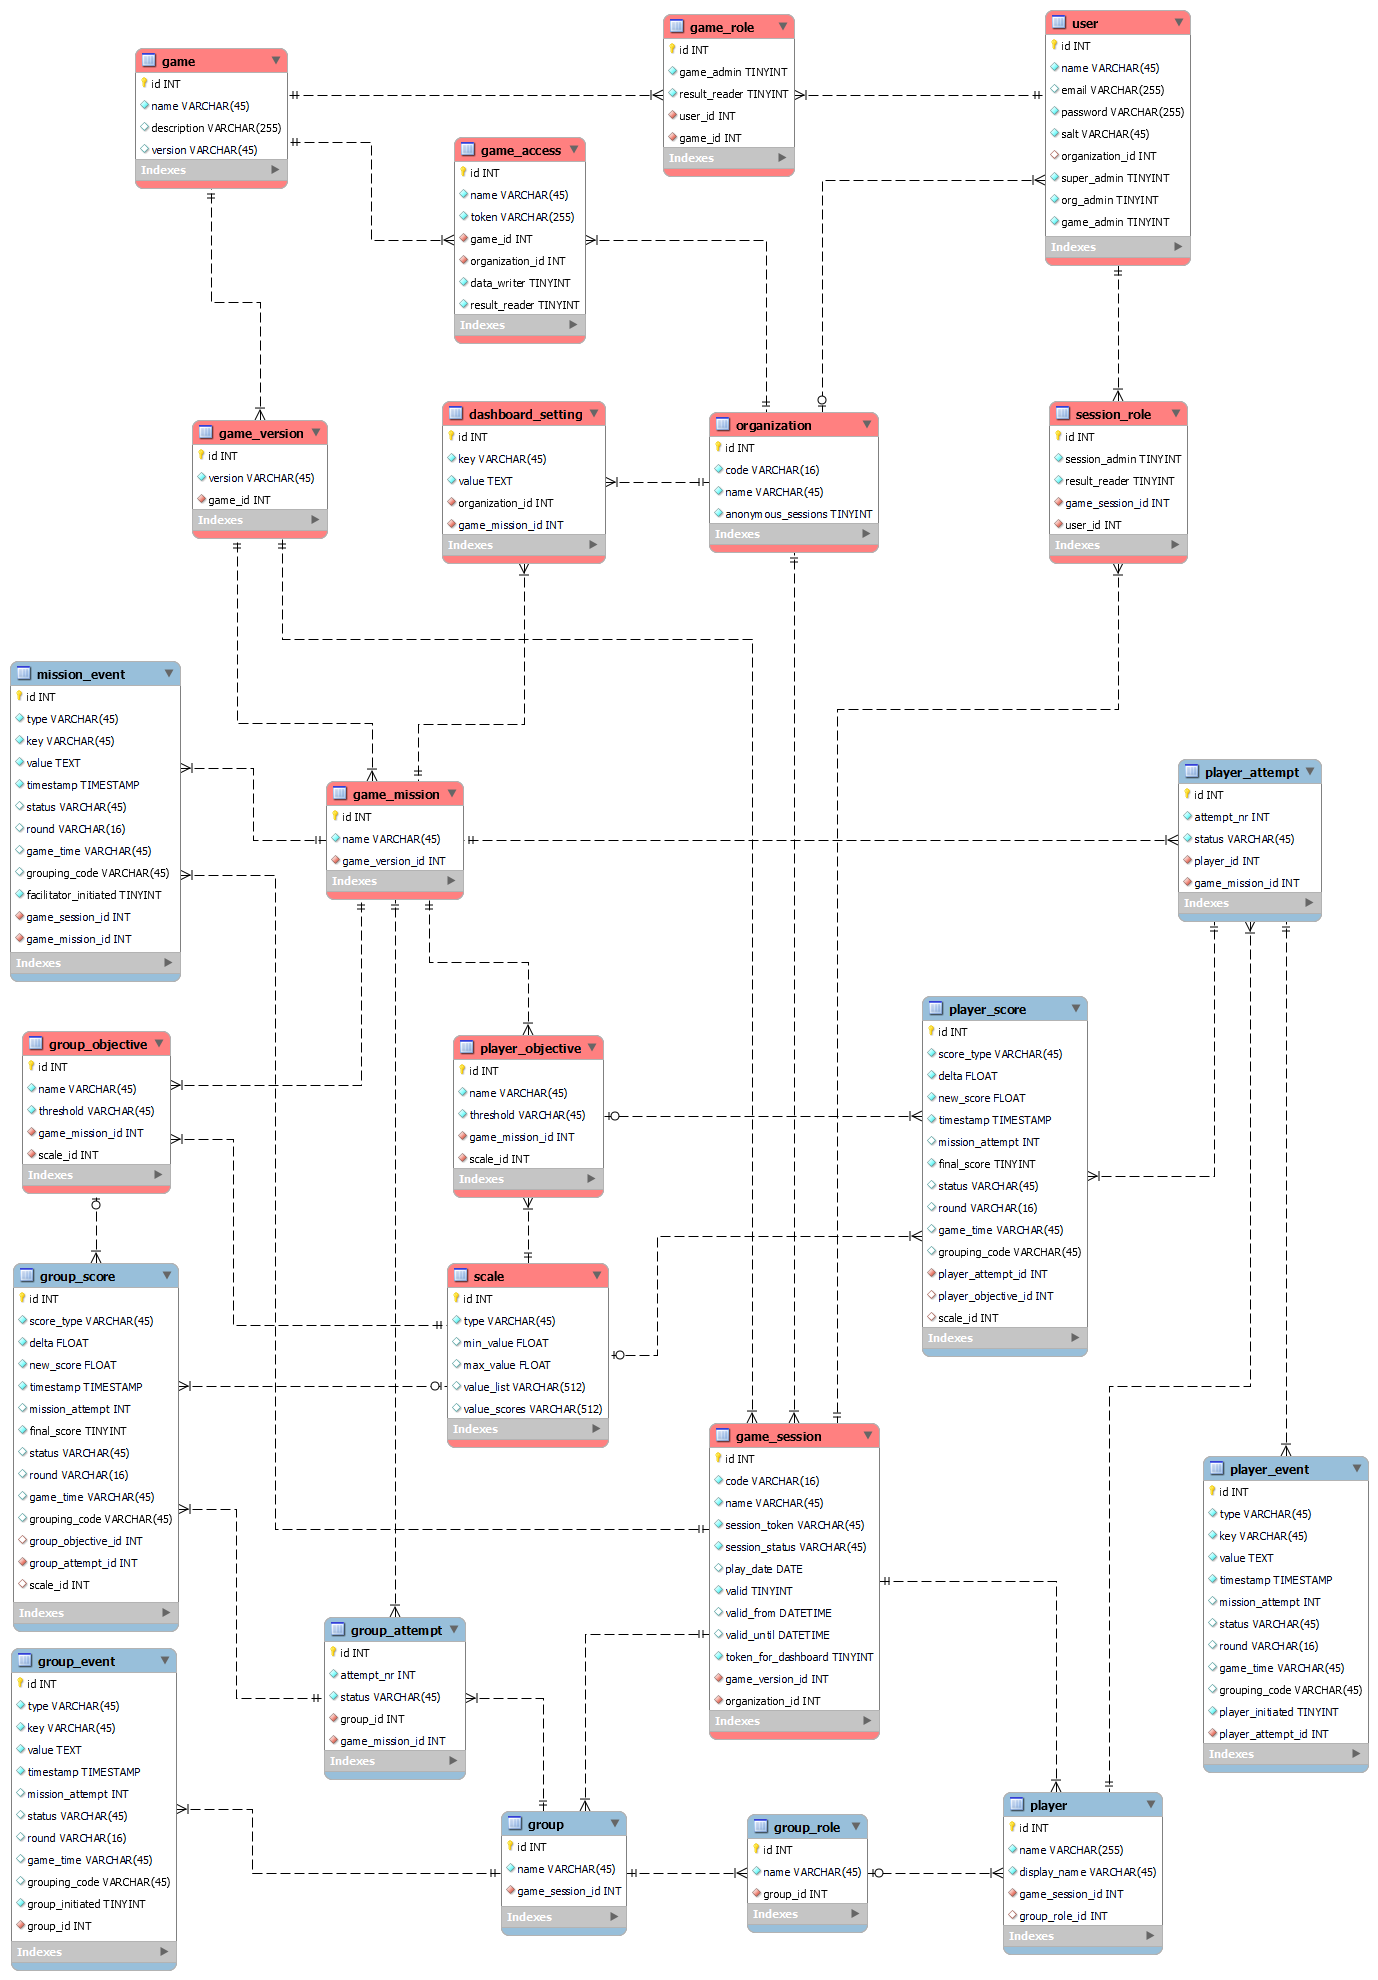 game
id INT
name VARCHAR(45)
description VARCHAR(255)
version VARCHAR(45)
Indexes
game_role
id INT
game_admin TINYINT
result_reader TINYINT
user_id INT
game_id INT
Indexes
user
id INT
name VARCHAR(45)
email VARCHAR(255)
password VARCHAR(255)
salt VARCHAR(45)
organization_id INT
super_admin TINYINT
org_admin TINYINT
game_admin TINYINT
Indexes
game_access
id INT
name VARCHAR(45)
token VARCHAR(255)
game_id INT
organization_id INT
data_writer TINYINT
result_reader TINYINT
Indexes
game_version
id INT
version VARCHAR(45)
game_id INT
Indexes
dashboard_setting
id INT
key VARCHAR(45)
value TEXT
organization_id INT
game_mission_id INT
Indexes
organization
id INT
code VARCHAR(16)
name VARCHAR(45)
anonymous_sessions TINYINT
Indexes
session_role
id INT
session_admin TINYINT
result_reader TINYINT
game_session_id INT
user_id INT
Indexes
mission_event
id INT
type VARCHAR(45)
key VARCHAR(45)
value TEXT
timestamp TIMESTAMP
status VARCHAR(45)
round VARCHAR(16)
game_time VARCHAR(45)
grouping_code VARCHAR(45)
facilitator_initiated TINYINT
game_session_id INT
game_mission_id INT
Indexes
game_mission
id INT
name VARCHAR(45)
game_version_id INT
Indexes
player_attempt
id INT
attempt_nr INT
status VARCHAR(45)
player_id INT
game_mission_id INT
Indexes
group_objective
id INT
name VARCHAR(45)
threshold VARCHAR(45)
game_mission_id INT
scale_id INT
Indexes
player_objective
id INT
name VARCHAR(45)
threshold VARCHAR(45)
game_mission_id INT
scale_id INT
Indexes
player_score
id INT
score_type VARCHAR(45)
delta FLOAT
new_score FLOAT
timestamp TIMESTAMP
mission_attempt INT
final_score TINYINT
status VARCHAR(45)
round VARCHAR(16)
game_time VARCHAR(45)
grouping_code VARCHAR(45)
player_attempt_id INT
player_objective_id INT
scale_id INT
Indexes
group_score
id INT
score_type VARCHAR(45)
delta FLOAT
new_score FLOAT
timestamp TIMESTAMP
mission_attempt INT
final_score TINYINT
status VARCHAR(45)
round VARCHAR(16)
game_time VARCHAR(45)
grouping_code VARCHAR(45)
group_objective_id INT
group_attempt_id INT
scale_id INT
Indexes
scale
id INT
type VARCHAR(45)
min_value FLOAT
max_value FLOAT
value_list VARCHAR(512)
value_scores VARCHAR(512)
Indexes
game_session
id INT
code VARCHAR(16)
name VARCHAR(45)
session_token VARCHAR(45)
session_status VARCHAR(45)
play_date DATE
valid TINYINT
valid_from DATETIME
valid_until DATETIME
token_for_dashboard TINYINT
game_version_id INT
organization_id INT
Indexes
player_event
id INT
type VARCHAR(45)
key VARCHAR(45)
value TEXT
timestamp TIMESTAMP
mission_attempt INT
status VARCHAR(45)
round VARCHAR(16)
game_time VARCHAR(45)
grouping_code VARCHAR(45)
player_initiated TINYINT
player_attempt_id INT
Indexes
group_attempt
id INT
attempt_nr INT
status VARCHAR(45)
group_id INT
game_mission_id INT
Indexes
group_event
id INT
type VARCHAR(45)
key VARCHAR(45)
value TEXT
timestamp TIMESTAMP
mission_attempt INT
status VARCHAR(45)
round VARCHAR(16)
game_time VARCHAR(45)
grouping_code VARCHAR(45)
group_initiated TINYINT
group_id INT
Indexes
group
id INT
name VARCHAR(45)
game_session_id INT
Indexes
group_role
id INT
name VARCHAR(45)
group_id INT
Indexes
player
id INT
name VARCHAR(255)
display_name VARCHAR(45)
game_session_id INT
group_role_id INT
Indexes